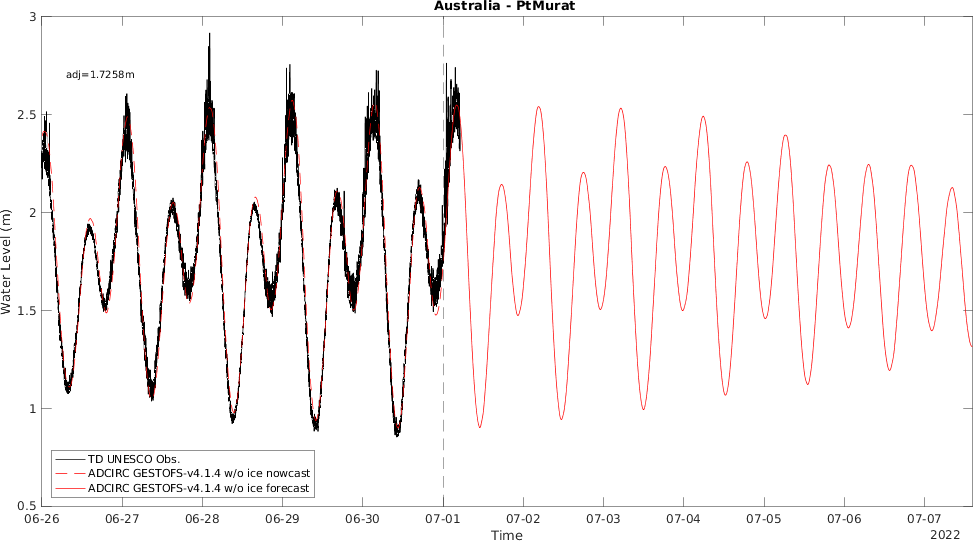 Australia - PtMurat
adj=1.7258m
Water Level (m)
3
2.5
2
1.5
1
0.5
TD UNESCO Obs.
ADCIRC GESTOFS-v4.1.4 w/o ice nowcast
ADCIRC GESTOFS-v4.1.4 w/o ice forecast
06-26 06-27 06-28 06-29 06-30 07-01 07-02 07-03 07-04 07-05 07-06 07-07
Time
2022